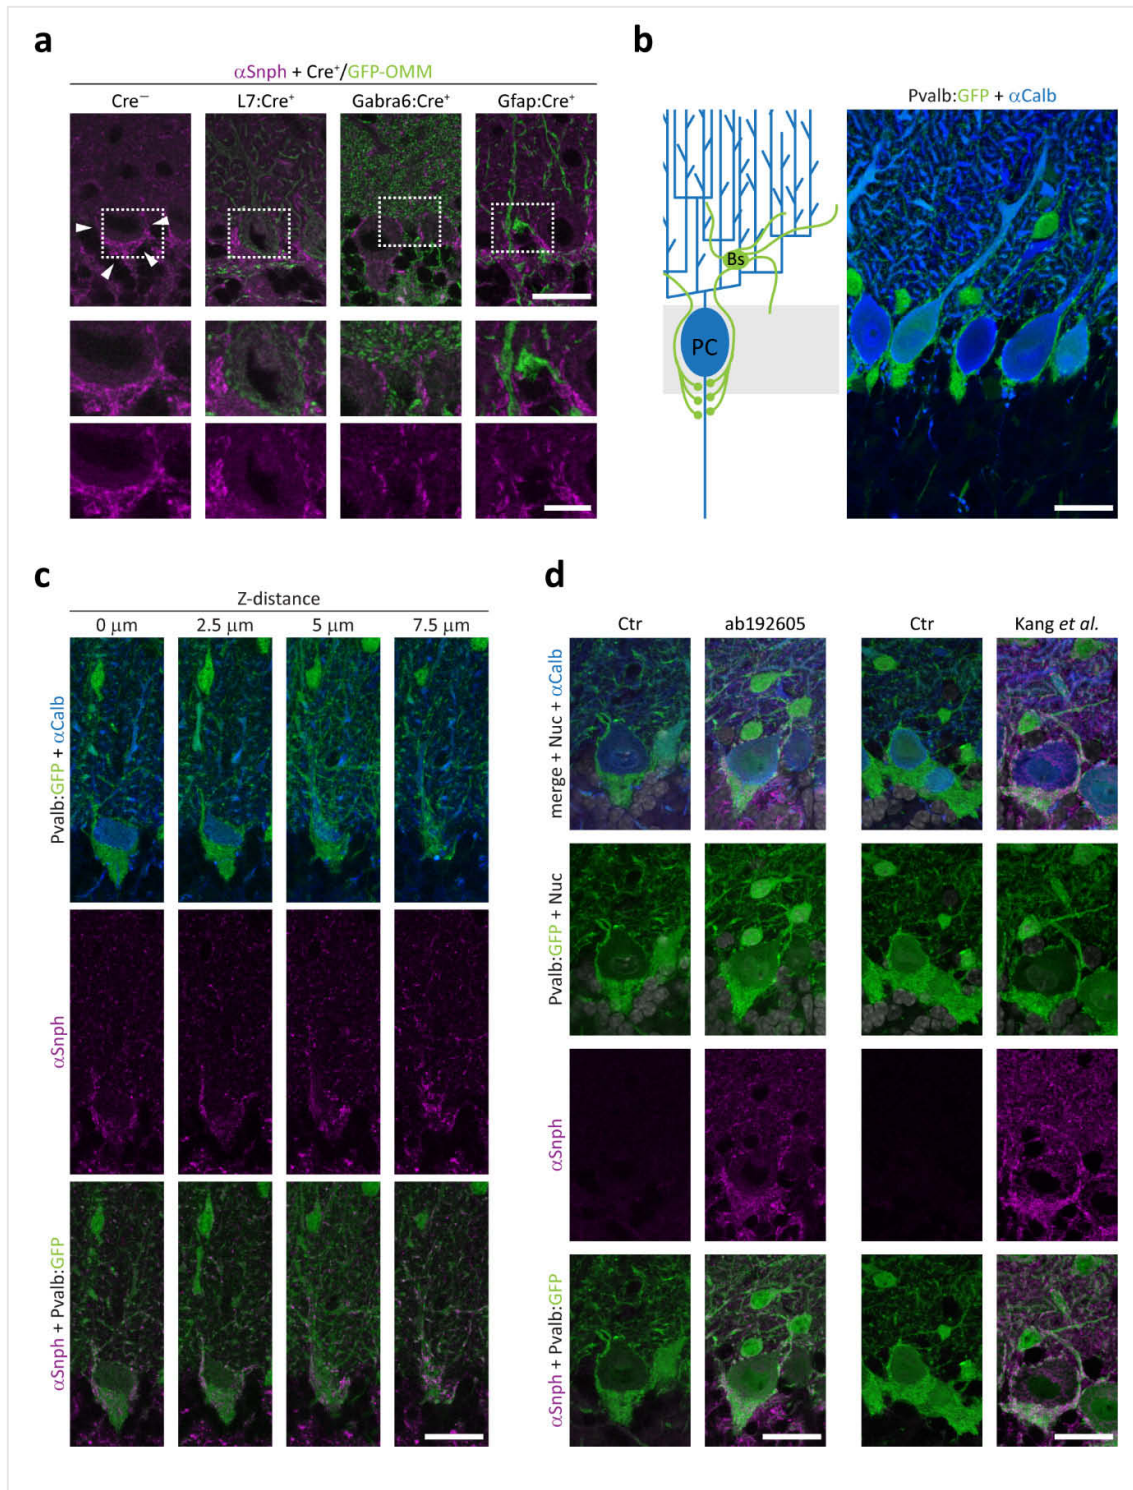 a
αSnph + Cre⁺/GFP-OMM
Cre⁻ L7:Cre⁺ Gabra6:Cre⁺ Gfap:Cre⁺
b
Pvalb:GFP + αCalb
Bs
PC
c
Z-distance
0 μm 2.5 μm 5 μm 7.5 μm
Pvalb:GFP + αCalb
αSnph
αSnph + Pvalb:GFP
d
Ctr ab192605 Ctr Kang et al.
merge + Nuc + αCalb
Pvalb:GFP + Nuc
αSnph
αSnph + Pvalb:GFP